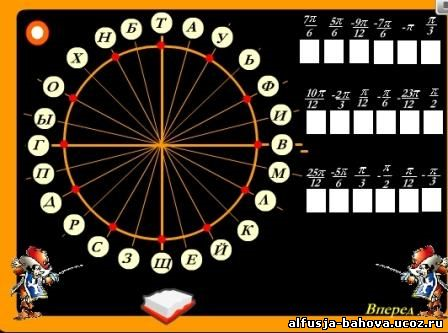 Т
Б А
Н У
Х Ь
О Ф
Ы И
Г В
П М
Д Л
Р К
С Й
З Е
Щ
7π/6 5π/6 -9π/12 -7π/6 -π π/3
10π/12 -2π/3 π/12 -π/6 -23π/12 π/2
25π/12 -5π/6 π/3 -π/2 π/12 -π/3
Вперед
alfusja-bahova.ucoz.ru